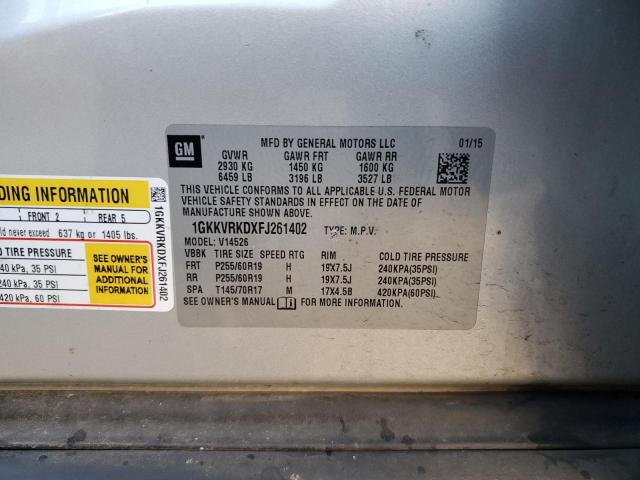 GM
MFD BY GENERAL MOTORS LLC 01/15
GVWR GAWR FRT GAWR RR
2930 KG 1450 KG 1600 KG
6459 LB 3196 LB 3527 LB
THIS VEHICLE CONFORMS TO ALL APPLICABLE U.S. FEDERAL MOTOR
VEHICLE SAFETY STANDARDS IN EFFECT ON THE DATE OF
MANUFACTURE SHOWN ABOVE.
1GKKVRKDXFJ261402 TYPE: M.P.V.
MODEL: V14526
VBBK TIRE SIZE SPEED RTG RIM COLD TIRE PRESSURE
FRT P255/60R19 H 19X7.5J 240KPA(35PSI)
RR P255/60R19 H 19X7.5J 240KPA(35PSI)
SPA T145/70R17 M 17X4.5B 420KPA(60PSI)
SEE OWNER'S MANUAL FOR MORE INFORMATION.
DING INFORMATION
FRONT 2 REAR 5
ld never exceed 637 kg or 1405 lbs.
TIRE PRESSURE
40 kPa, 35 PSI
240 kPa, 35 PSI
420 kPa, 60 PSI
SEE OWNER'S
MANUAL FOR
ADDITIONAL
INFORMATION
1GKKVRKDXFJ261402